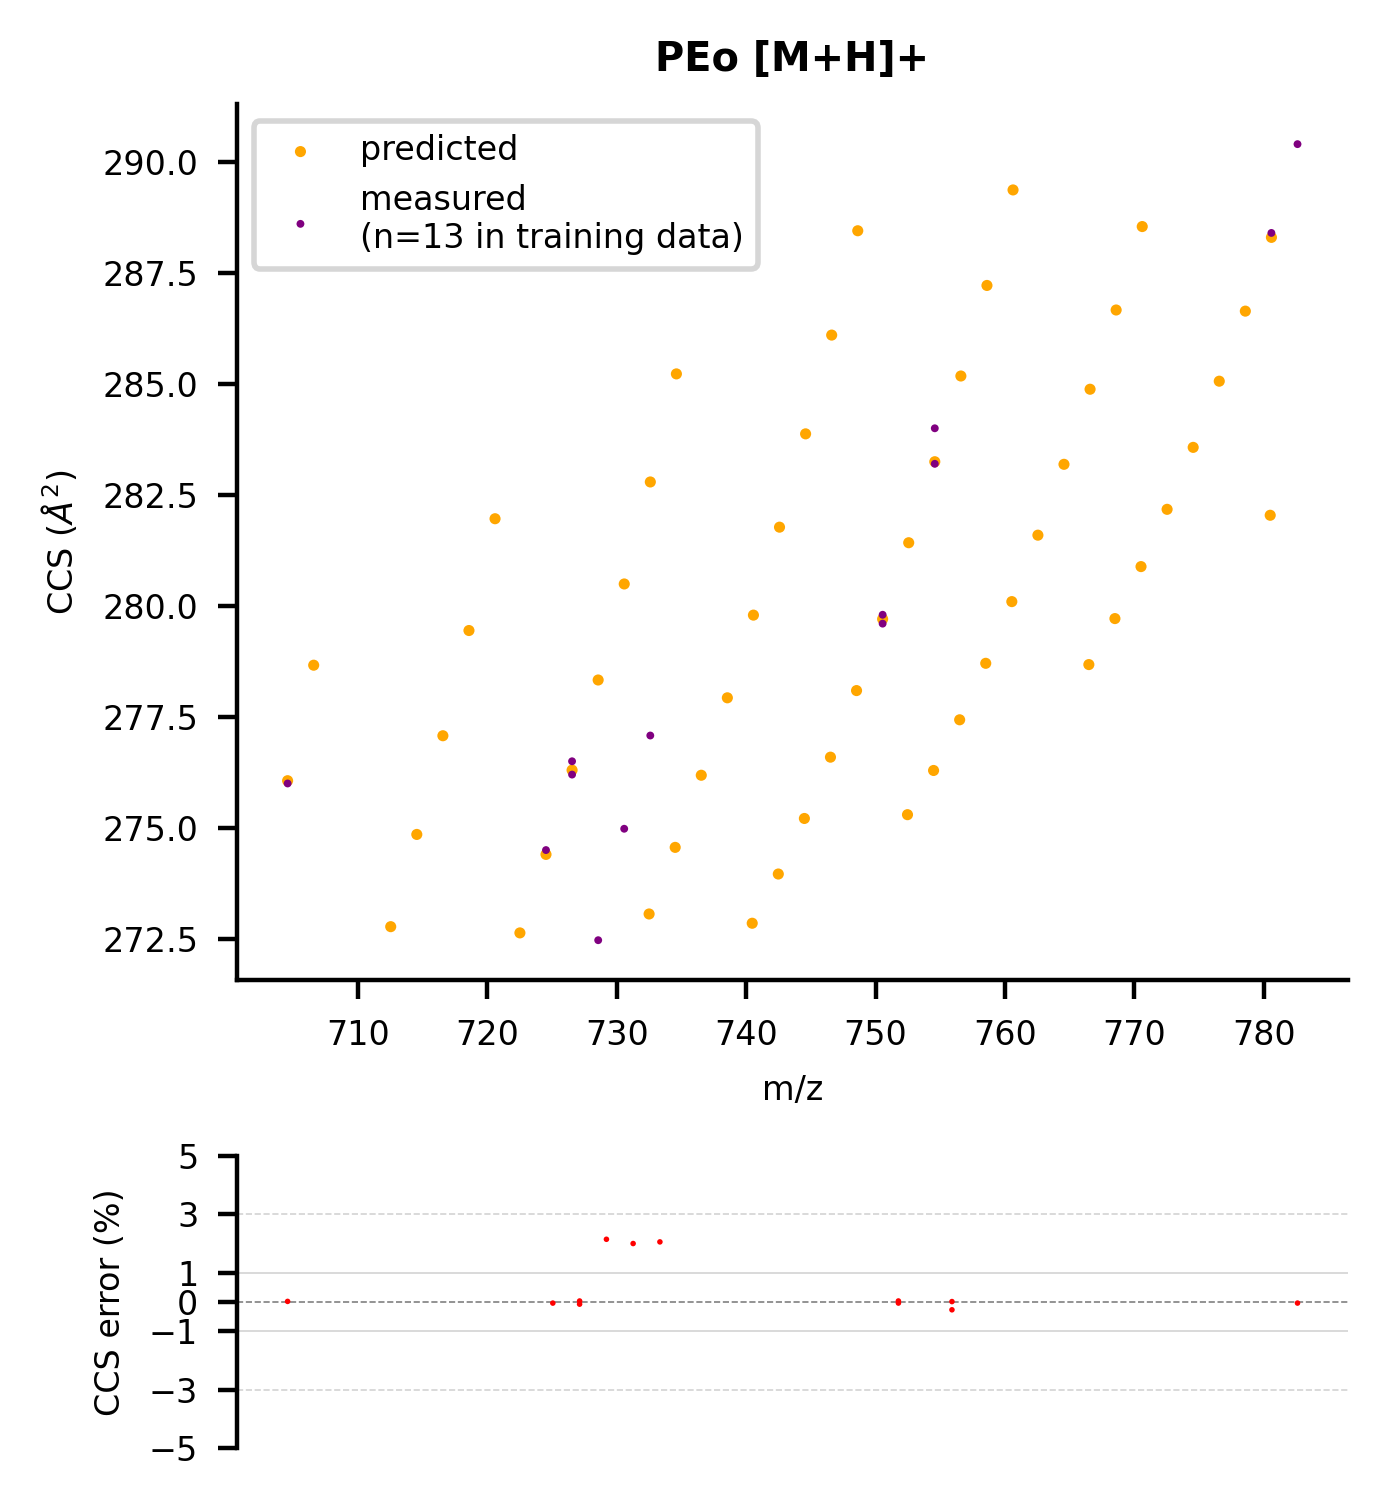 PEo [M+H]+
290.0
287.5
285.0
282.5
280.0
277.5
275.0
272.5
CCS (Å²)
predicted
measured
(n=13 in training data)
710 720 730 740 750 760 770 780
m/z
5
3
1
0
−1
−3
−5
CCS error (%)